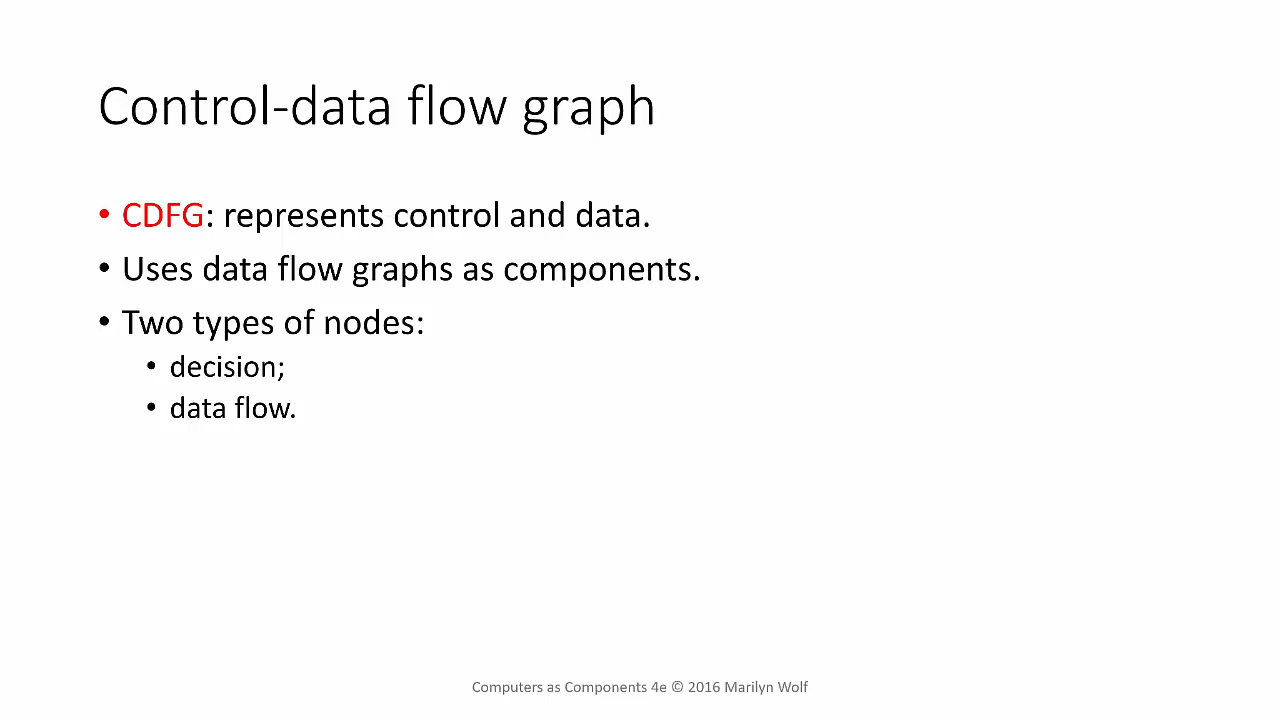 Control-data flow graph
• CDFG: represents control and data.
• Uses data flow graphs as components.
• Two types of nodes:
• decision;
• data flow.
Computers as Components 4e © 2016 Marilyn Wolf